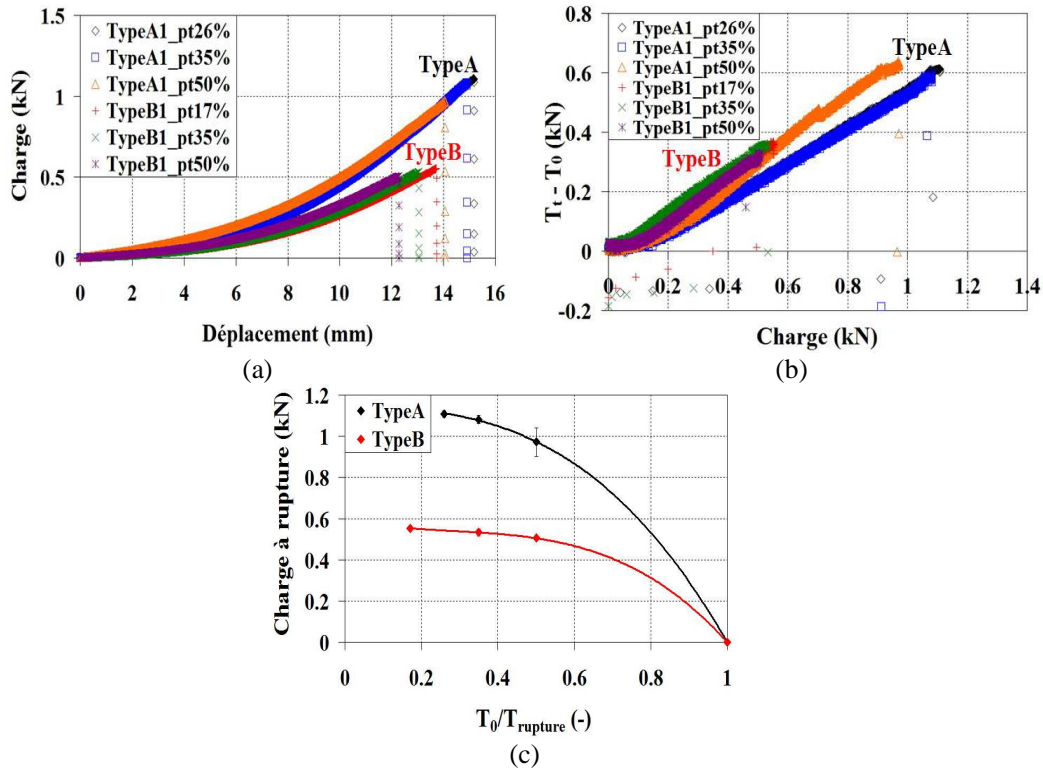 TypeA1_pt26%
TypeA1_pt35%
TypeA1_pt50%
TypeB1_pt17%
TypeB1_pt35%
TypeB1_pt50%
TypeA
TypeB
Charge (kN)
1.5
1
0.5
0
0 2 4 6 8 10 12 14 16
Déplacement (mm)
(a)
TypeA1_pt26%
TypeA1_pt35%
TypeA1_pt50%
TypeB1_pt17%
TypeB1_pt35%
TypeB1_pt50%
TypeA
TypeB
Tt - T0 (kN)
0.8
0.6
0.4
0.2
0
-0.2
0 0.2 0.4 0.6 0.8 1 1.2 1.4
Charge (kN)
(b)
TypeA
TypeB
Charge à rupture (kN)
1.2
1
0.8
0.6
0.4
0.2
0
0 0.2 0.4 0.6 0.8 1
T0/Trupture (-)
(c)